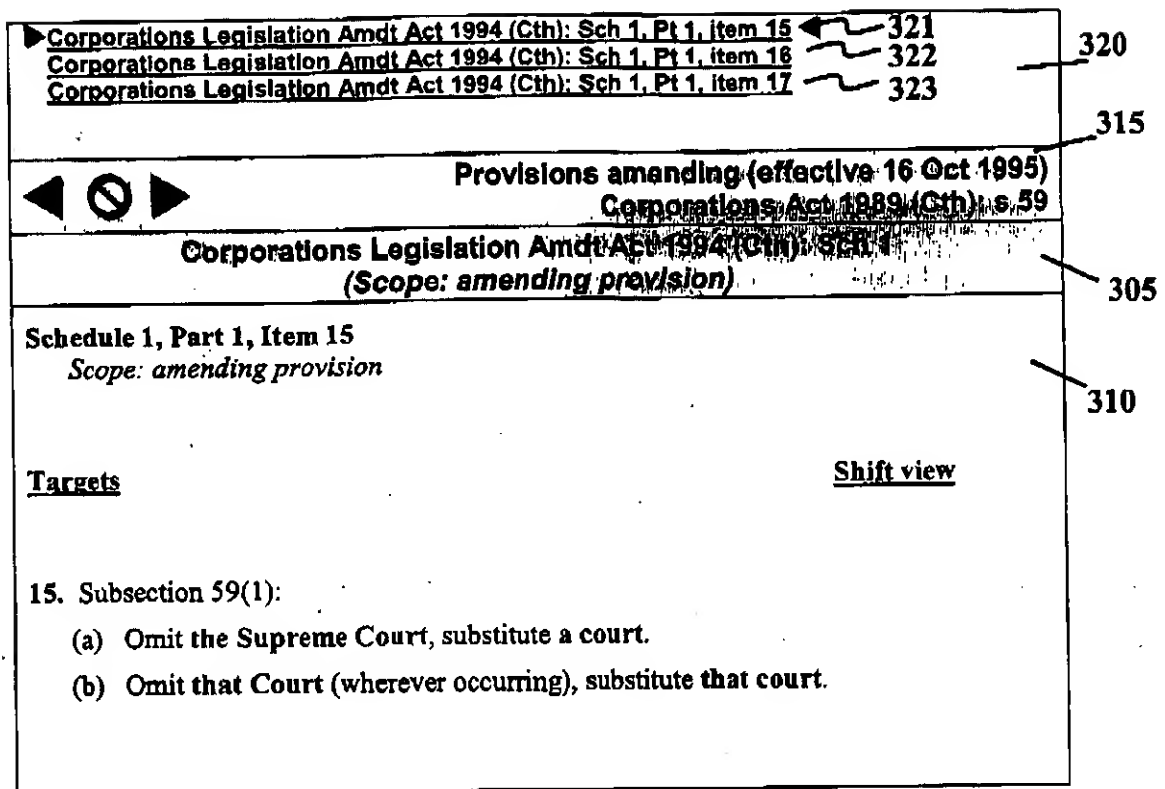 Corporations Legislation Amdt Act 1994 (Cth): Sch 1, Pt 1, item 15 321
Corporations Legislation Amdt Act 1994 (Cth): Sch 1, Pt 1, item 16 322
Corporations Legislation Amdt Act 1994 (Cth): Sch 1, Pt 1, item 17 323
320
315
Provisions amending (effective 16 Oct 1995)
Corporations Act 1989 (Cth): s 59
Corporations Legislation Amdt Act 1994 (Cth): Sch 1
(Scope: amending provision)
305
Schedule 1, Part 1, Item 15
Scope: amending provision
310
Targets Shift view
15. Subsection 59(1):
(a) Omit the Supreme Court, substitute a court.
(b) Omit that Court (wherever occurring), substitute that court.